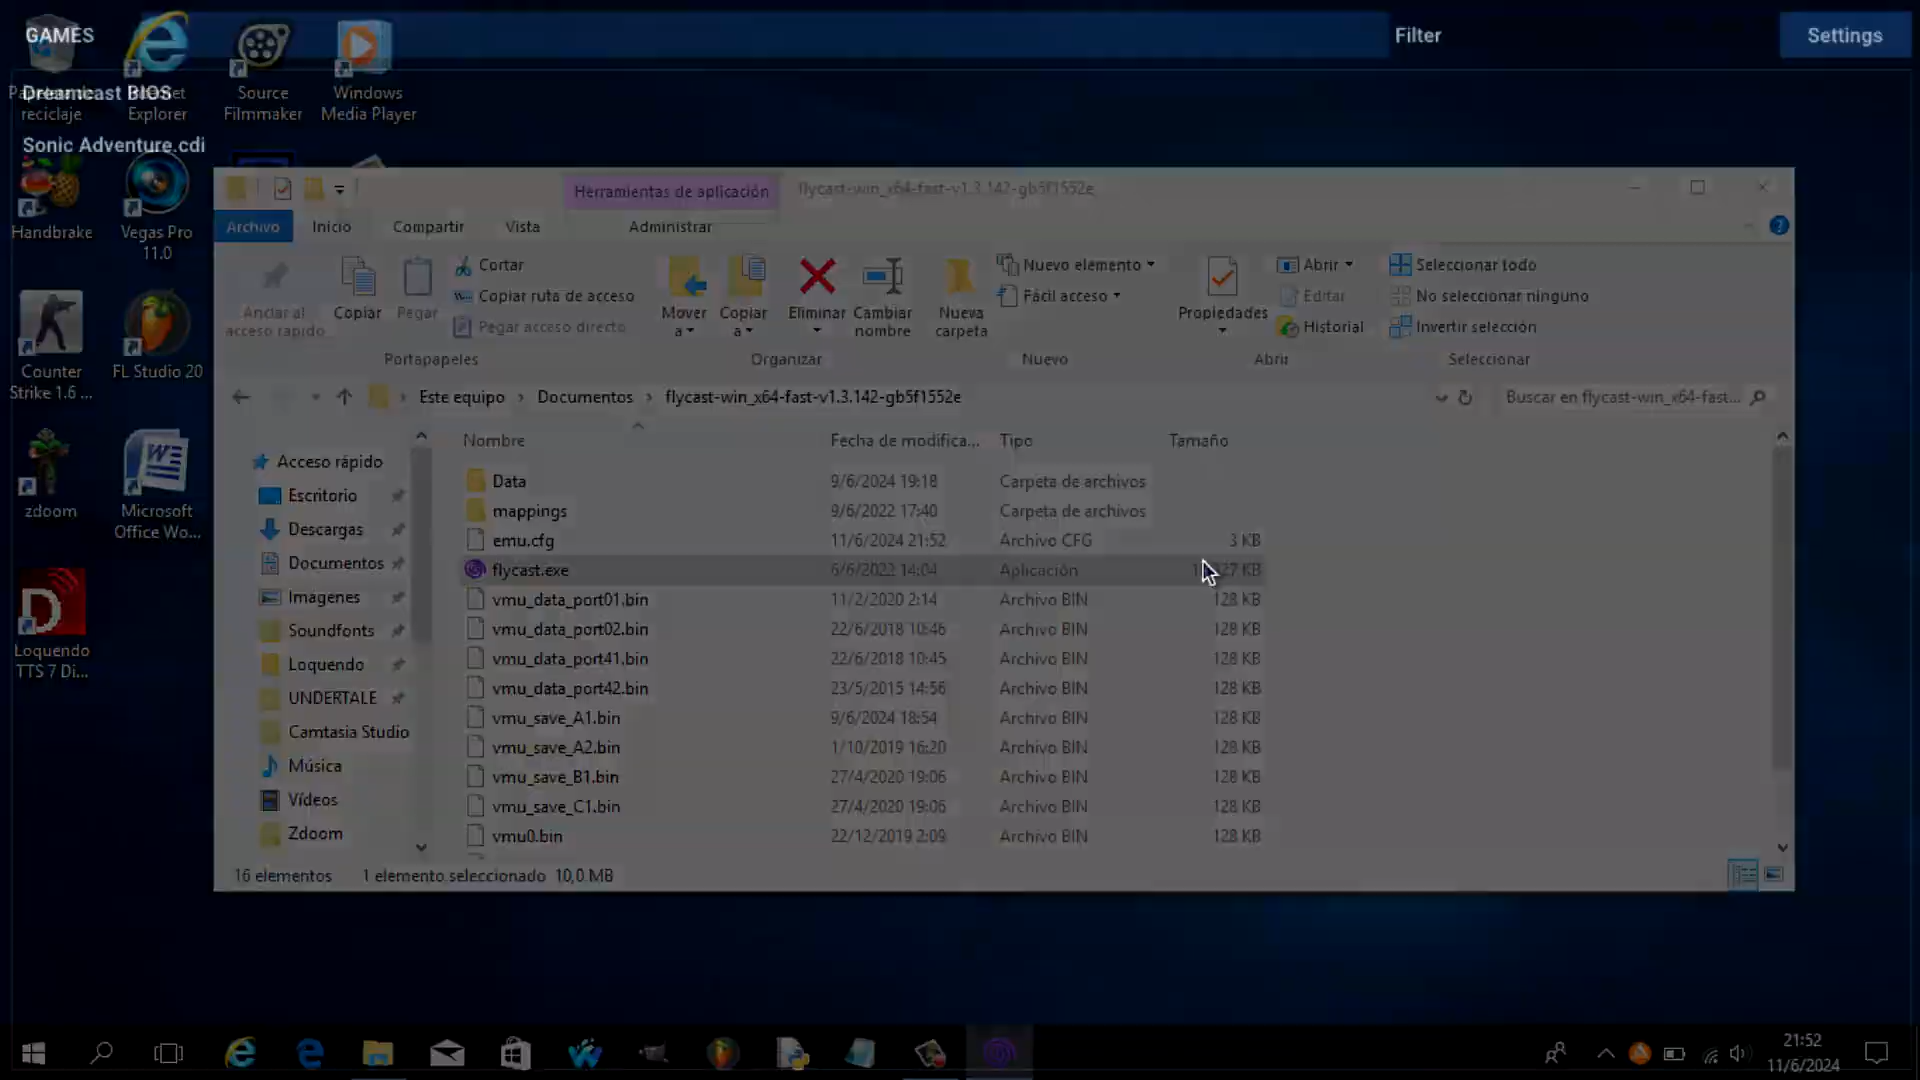 GAMES
Filter
Settings
Dreamcast BIOS
Sonic Adventure.cdi
reciclaje
Explorer
Source
Filmmaker
Windows
Media Player
Handbrake
Vegas Pro
11.0
Counter
Strike 1.6 ...
FL Studio 20
zdoom
Microsoft
Office Wo...
Loquendo
TTS 7 Di...
Herramientas de aplicación
flycast-win_x64-fast-v1.3.142-gb5f1552e
Archivo
Inicio
Compartir
Vista
Administrar
Anclar al
acceso rápido
Copiar
Pegar
Cortar
Copiar ruta de acceso
Pegar acceso directo
Portapapeles
Mover
a
Copiar
a
Eliminar
Cambiar
nombre
Organizar
Nueva
carpeta
Nuevo elemento
Fácil acceso
Nuevo
Propiedades
Abrir
Editar
Historial
Abrir
Seleccionar todo
No seleccionar ninguno
Invertir selección
Seleccionar
Este equipo
Documentos
flycast-win_x64-fast-v1.3.142-gb5f1552e
Buscar en flycast-win_x64-fast...
Acceso rápido
Escritorio
Descargas
Documentos
Imágenes
Soundfonts
Loquendo
UNDERTALE
Camtasia Studio
Música
Vídeos
Zdoom
Nombre Fecha de modifica... Tipo Tamaño
Data 9/6/2024 19:18 Carpeta de archivos
mappings 9/6/2022 17:40 Carpeta de archivos
emu.cfg 11/6/2024 21:52 Archivo CFG 3 KB
flycast.exe 6/6/2022 14:04 Aplicación KB
vmu_data_port01.bin 11/2/2020 2:14 Archivo BIN 128 KB
vmu_data_port02.bin 22/6/2018 10:46 Archivo BIN 128 KB
vmu_data_port41.bin 22/6/2018 10:45 Archivo BIN 128 KB
vmu_data_port42.bin 23/5/2015 14:56 Archivo BIN 128 KB
vmu_save_A1.bin 9/6/2024 18:54 Archivo BIN 128 KB
vmu_save_A2.bin 1/10/2019 16:20 Archivo BIN 128 KB
vmu_save_B1.bin 27/4/2020 19:06 Archivo BIN 128 KB
vmu_save_C1.bin 27/4/2020 19:06 Archivo BIN 128 KB
vmu0.bin 22/12/2019 2:09 Archivo BIN 128 KB
16 elementos 1 elemento seleccionado 10,0 MB
21:52
11/6/2024